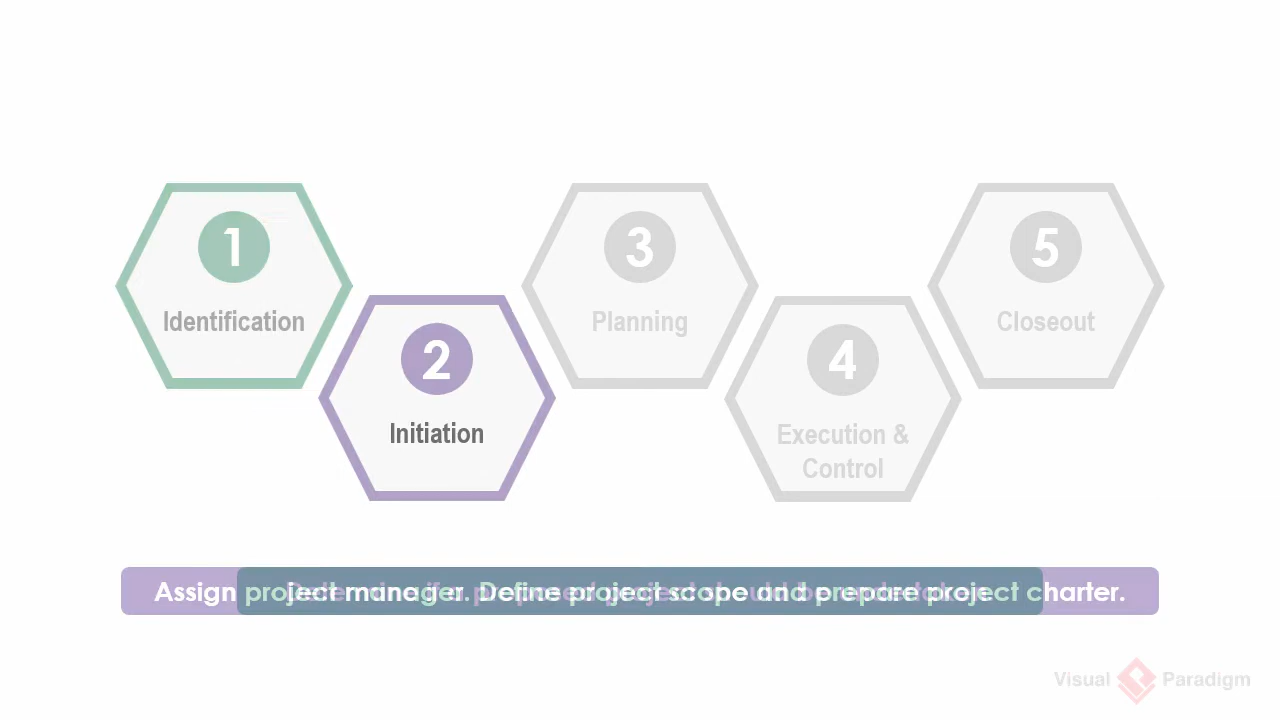 1
Identification
2
Initiation
3
Planning
4
Execution &
Control
5
Closeout
Assign project manager. Define project scope and prepare project charter.
Visual Paradigm